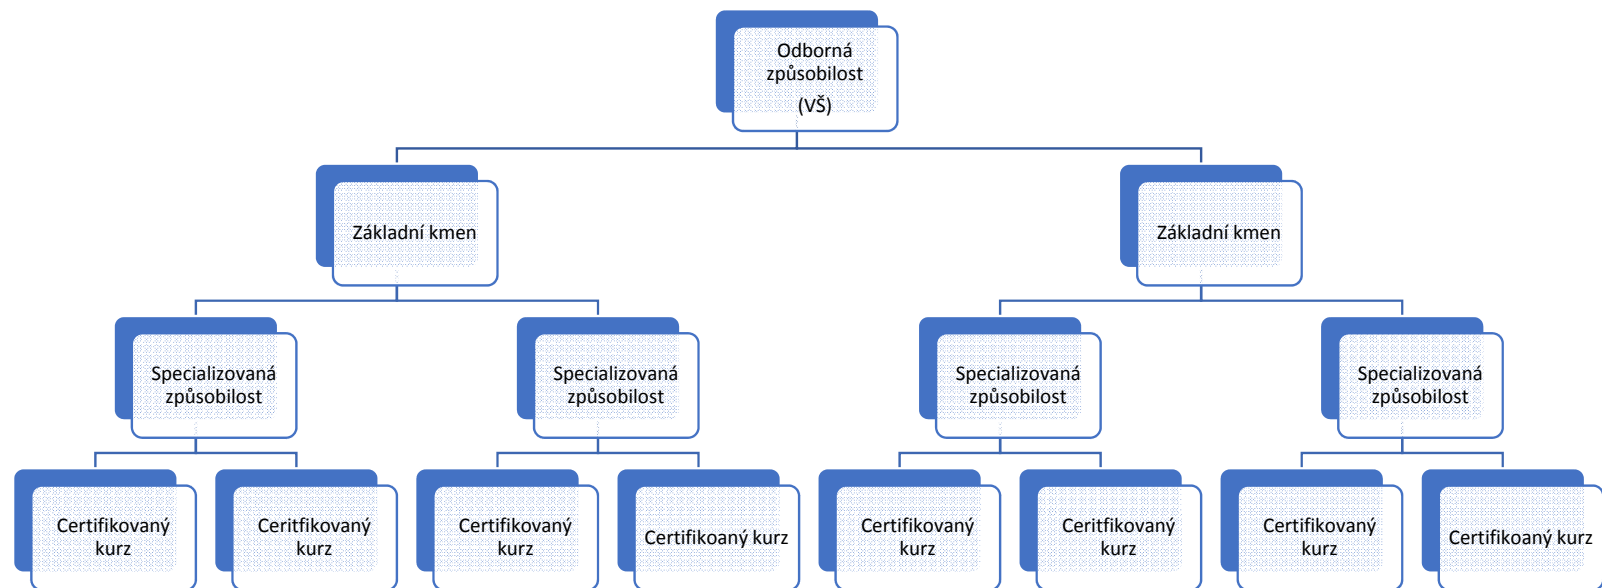 Odborná
způsobilost
(VŠ)
Základní kmen
Základní kmen
Specializovaná
způsobilost
Specializovaná
způsobilost
Specializovaná
způsobilost
Specializovaná
způsobilost
Certifikovaný
kurz
Ceritfikovaný
kurz
Certifikovaný
kurz
Certifikoaný kurz
Certifikovaný
kurz
Ceritfikovaný
kurz
Certifikovaný
kurz
Certifikoaný kurz